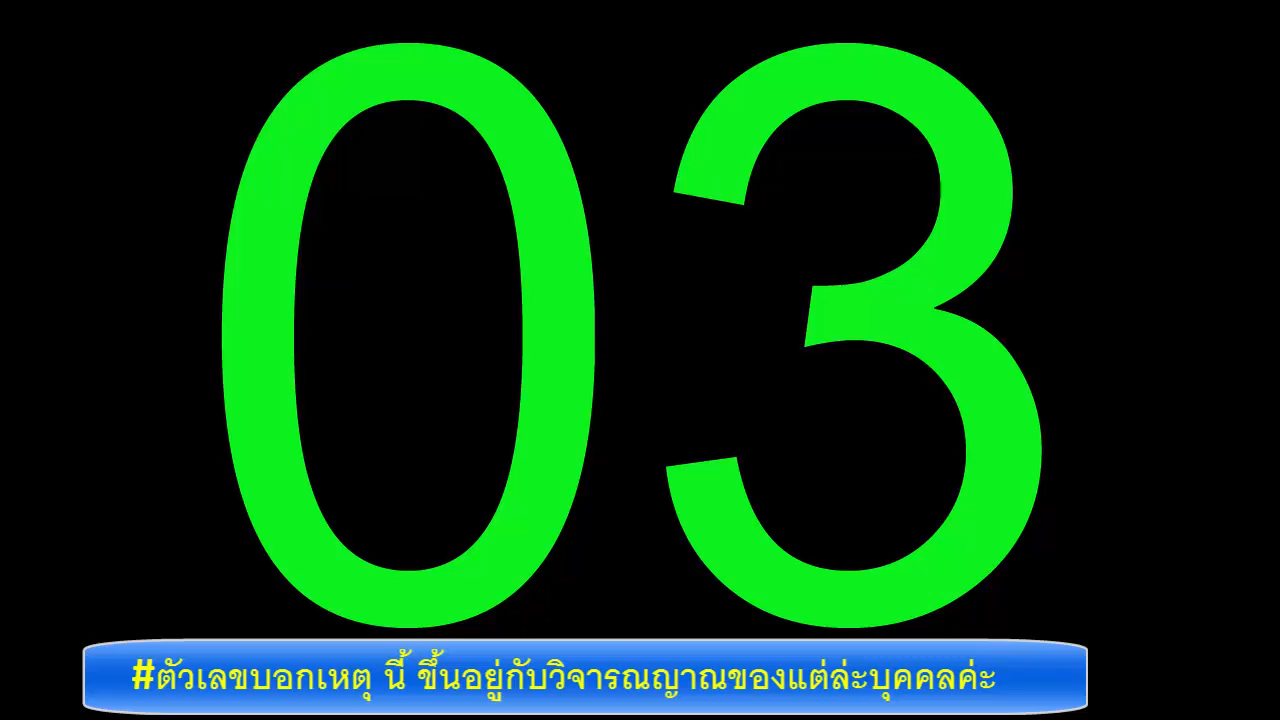 03
#ตัวเลขบอกเหตุ นี้ ขึ้นอยู่กับวิจารณญาณของแต่ล่ะบุคคลค่ะ